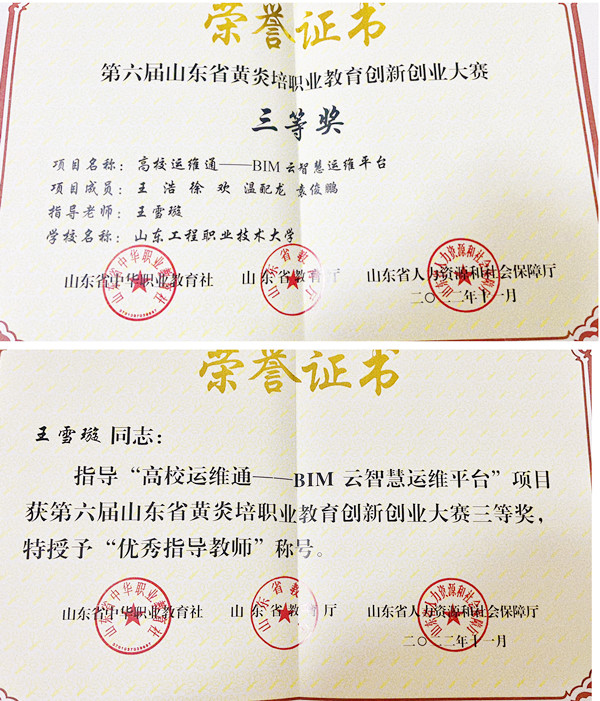 荣誉证书
第六届山东省黄炎培职业教育创新创业大赛
三等奖
项目名称：高校运维通——BIM 云智慧运维平台
项目成员：王 浩 徐 欢 温配龙 袁俊鹏
指导老师：王雪璇
学校名称：山东工程职业技术大学
山东省中华职业教育社 山东省教育厅 山东省人力资源和社会保障厅
二〇二二年十一月
荣誉证书
王雪璇 同志：
指导“高校运维通——BIM 云智慧运维平台”项目
获第六届山东省黄炎培职业教育创新创业大赛三等奖，
特授予“优秀指导教师”称号。
山东省中华职业教育社 山东省教育厅 山东省人力资源和社会保障厅
二〇二二年十一月